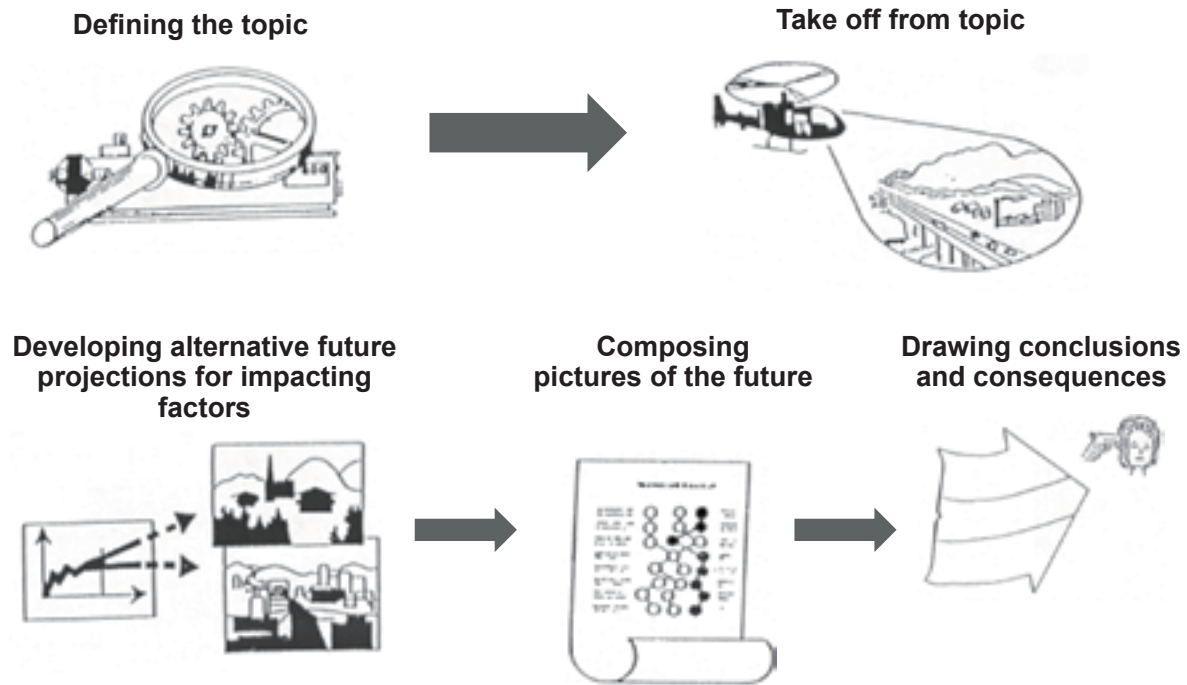 Defining the topic
Take off from topic
Developing alternative future
projections for impacting
factors
Composing
pictures of the future
Drawing conclusions
and consequences